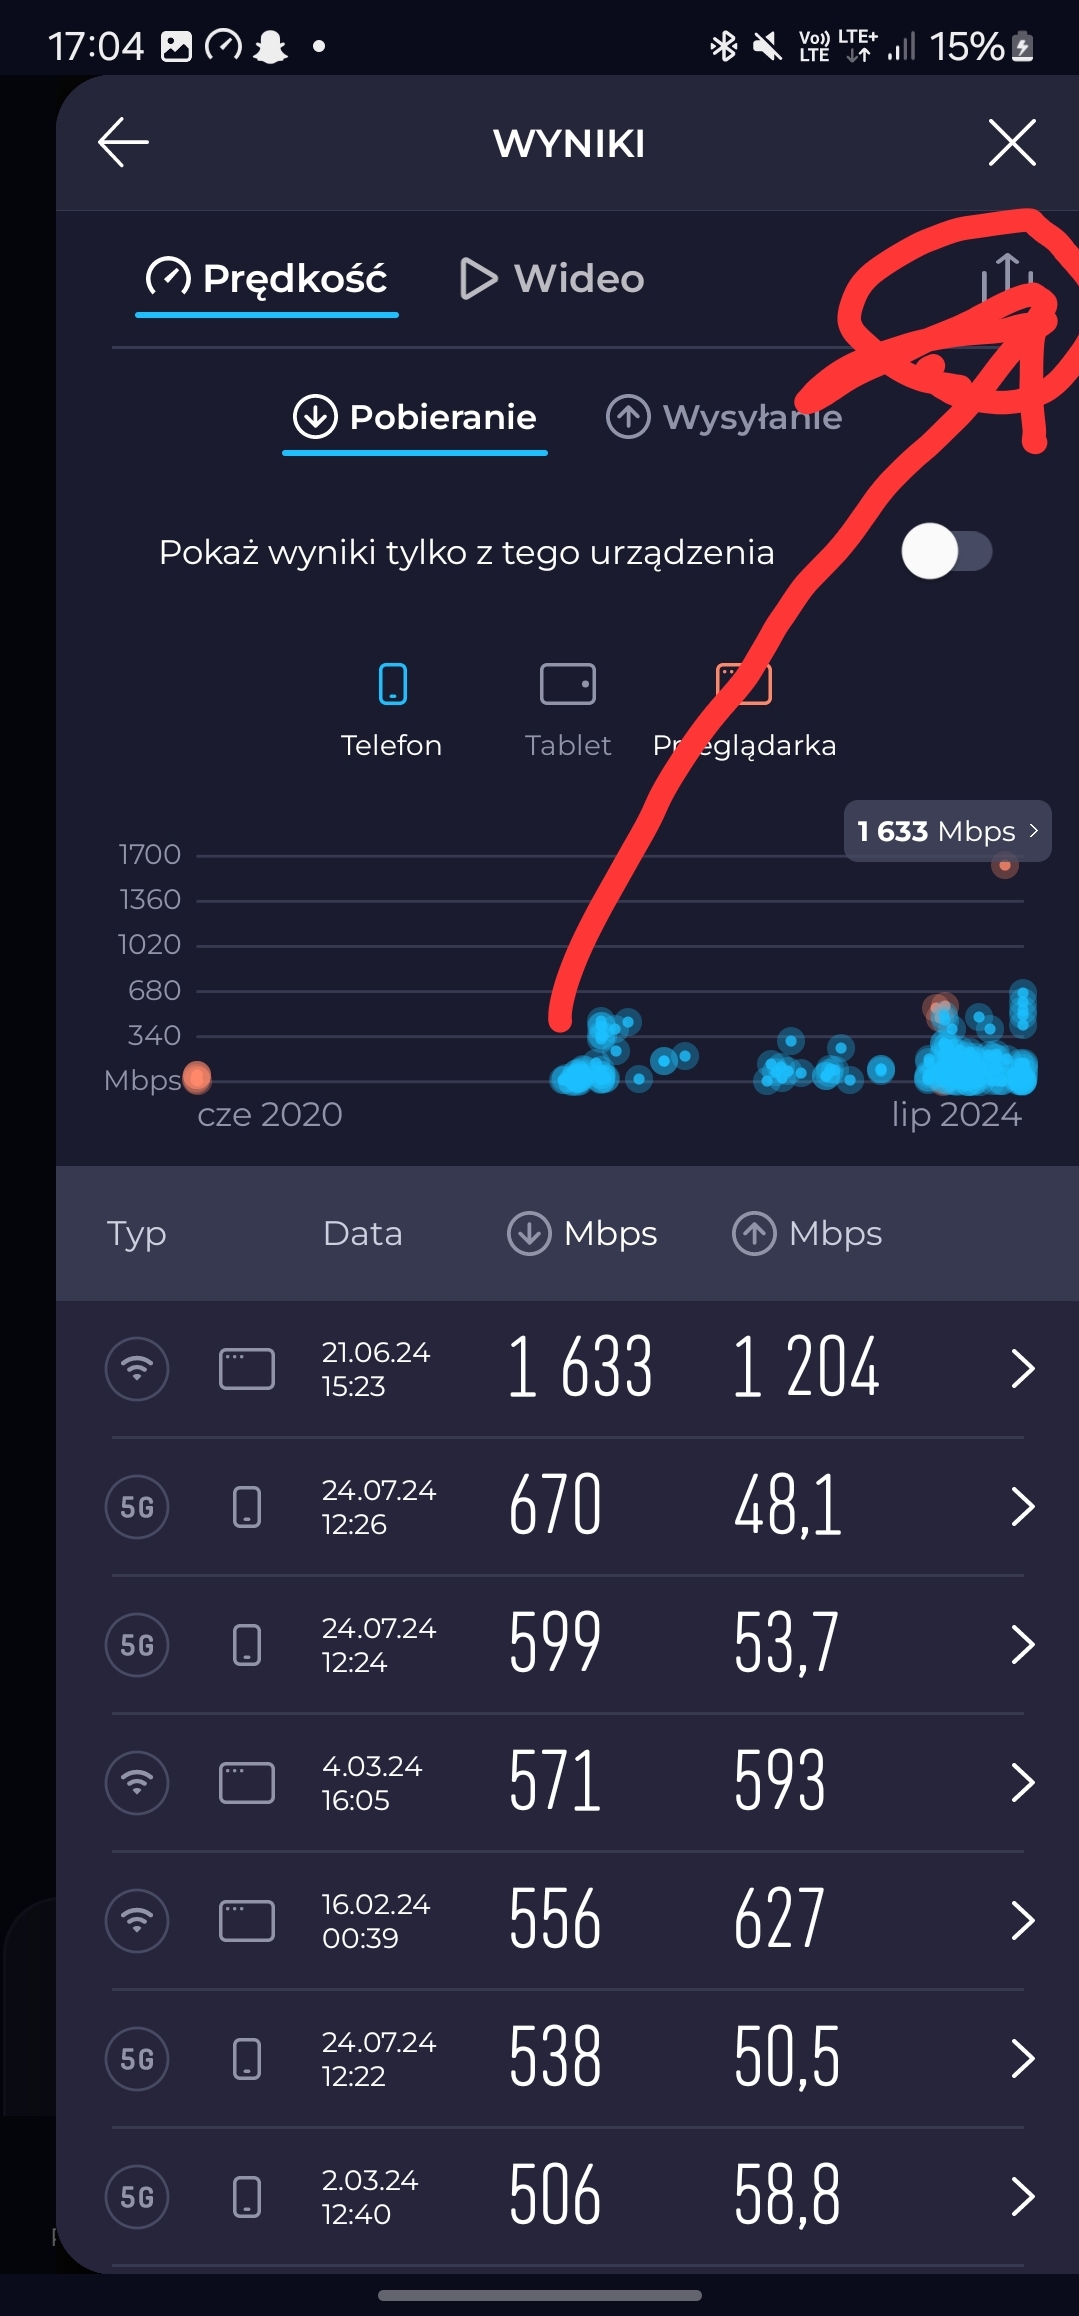 17:04
Vo)) LTE LTE+ 15%
WYNIKI
Prędkość Wideo
Pobieranie Wysyłanie
Pokaż wyniki tylko z tego urządzenia
Telefon Tablet Przeglądarka
1 633 Mbps
1700
1360
1020
680
340
Mbps
cze 2020 lip 2024
Typ Data Mbps Mbps
21.06.24
15:23
1 633 1 204
5G
24.07.24
12:26
670 48,1
5G
24.07.24
12:24
599 53,7
4.03.24
16:05
571 593
16.02.24
00:39
556 627
5G
24.07.24
12:22
538 50,5
5G
2.03.24
12:40
506 58,8